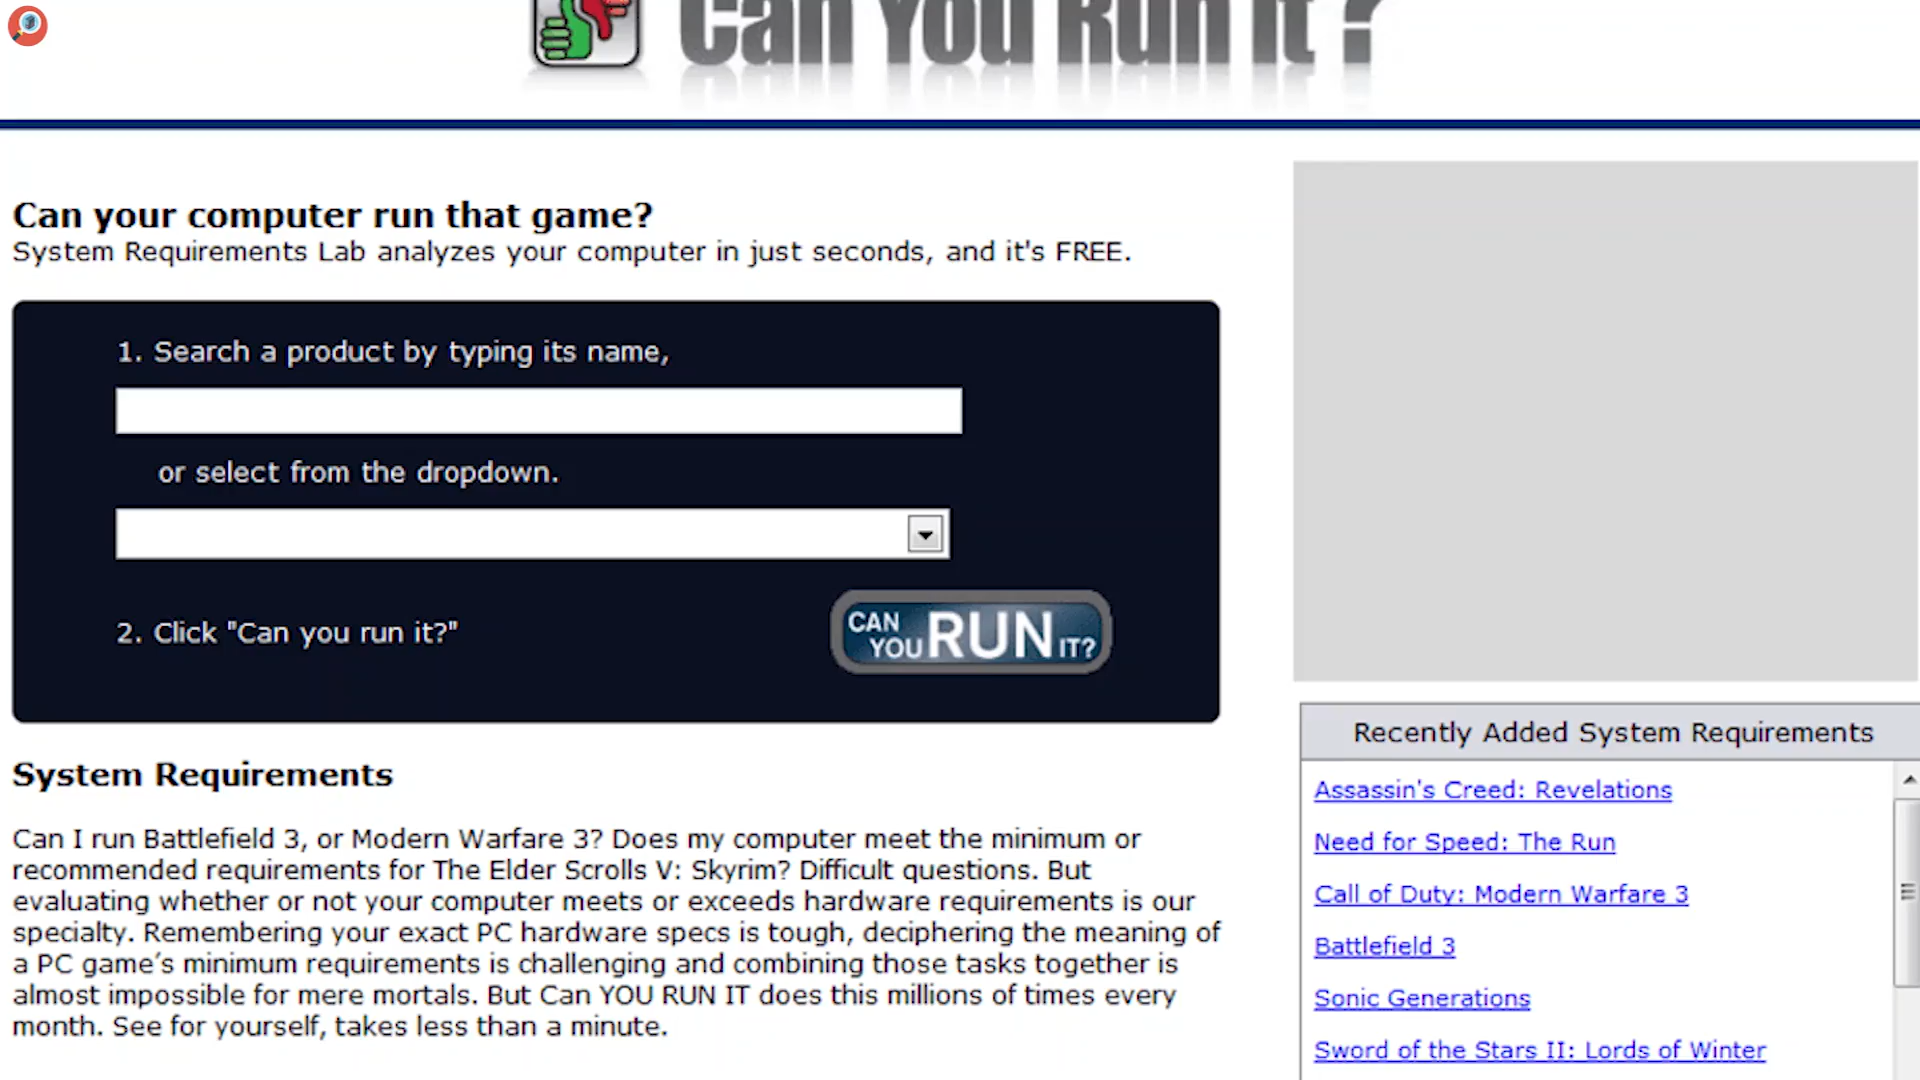 Can You Run It ?
Can your computer run that game?
System Requirements Lab analyzes your computer in just seconds, and it's FREE.
1. Search a product by typing its name,
or select from the dropdown.
2. Click "Can you run it?"
CAN
YOU RUN IT?
System Requirements
Can I run Battlefield 3, or Modern Warfare 3? Does my computer meet the minimum or
recommended requirements for The Elder Scrolls V: Skyrim? Difficult questions. But
evaluating whether or not your computer meets or exceeds hardware requirements is our
specialty. Remembering your exact PC hardware specs is tough, deciphering the meaning of
a PC game’s minimum requirements is challenging and combining those tasks together is
almost impossible for mere mortals. But Can YOU RUN IT does this millions of times every
month. See for yourself, takes less than a minute.
Recently Added System Requirements
Assassin's Creed: Revelations
Need for Speed: The Run
Call of Duty: Modern Warfare 3
Battlefield 3
Sonic Generations
Sword of the Stars II: Lords of Winter